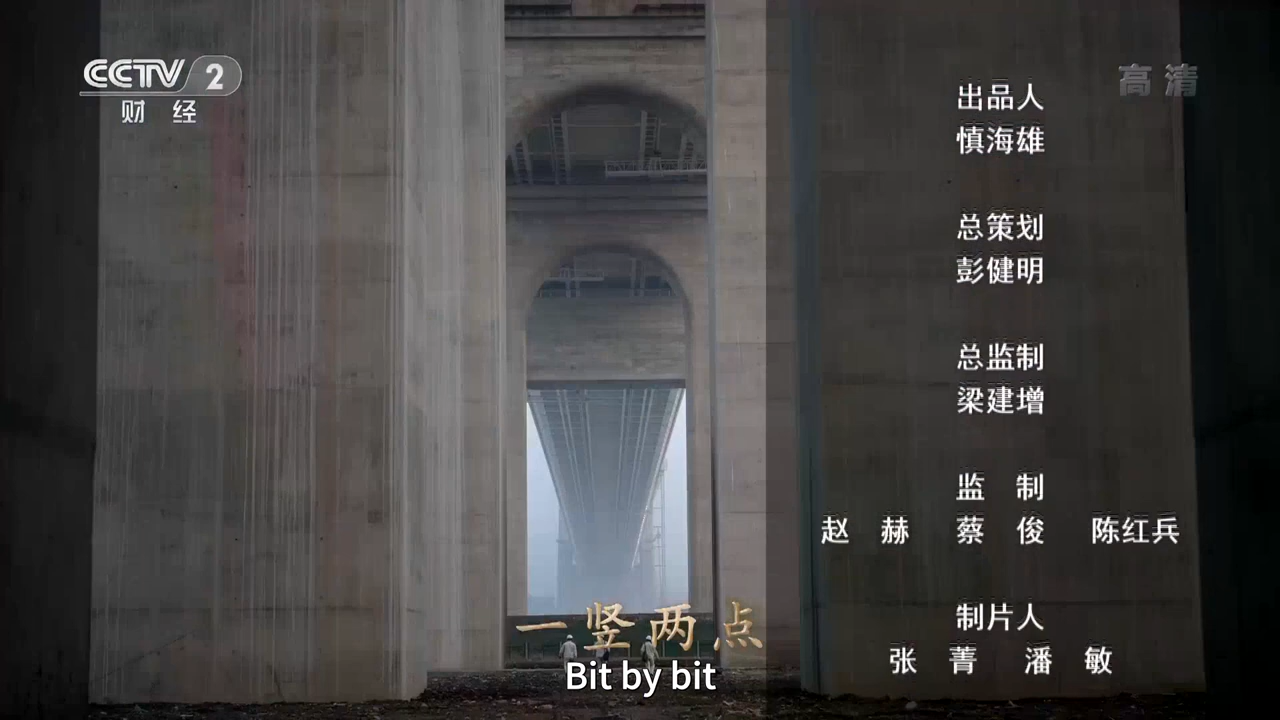 CCTV 2
财 经
高 清
出品人
慎海雄
总策划
彭健明
总监制
梁建增
监 制
赵 赫 蔡 俊 陈红兵
制片人
张 菁 潘 敏
一竖两点
Bit by bit